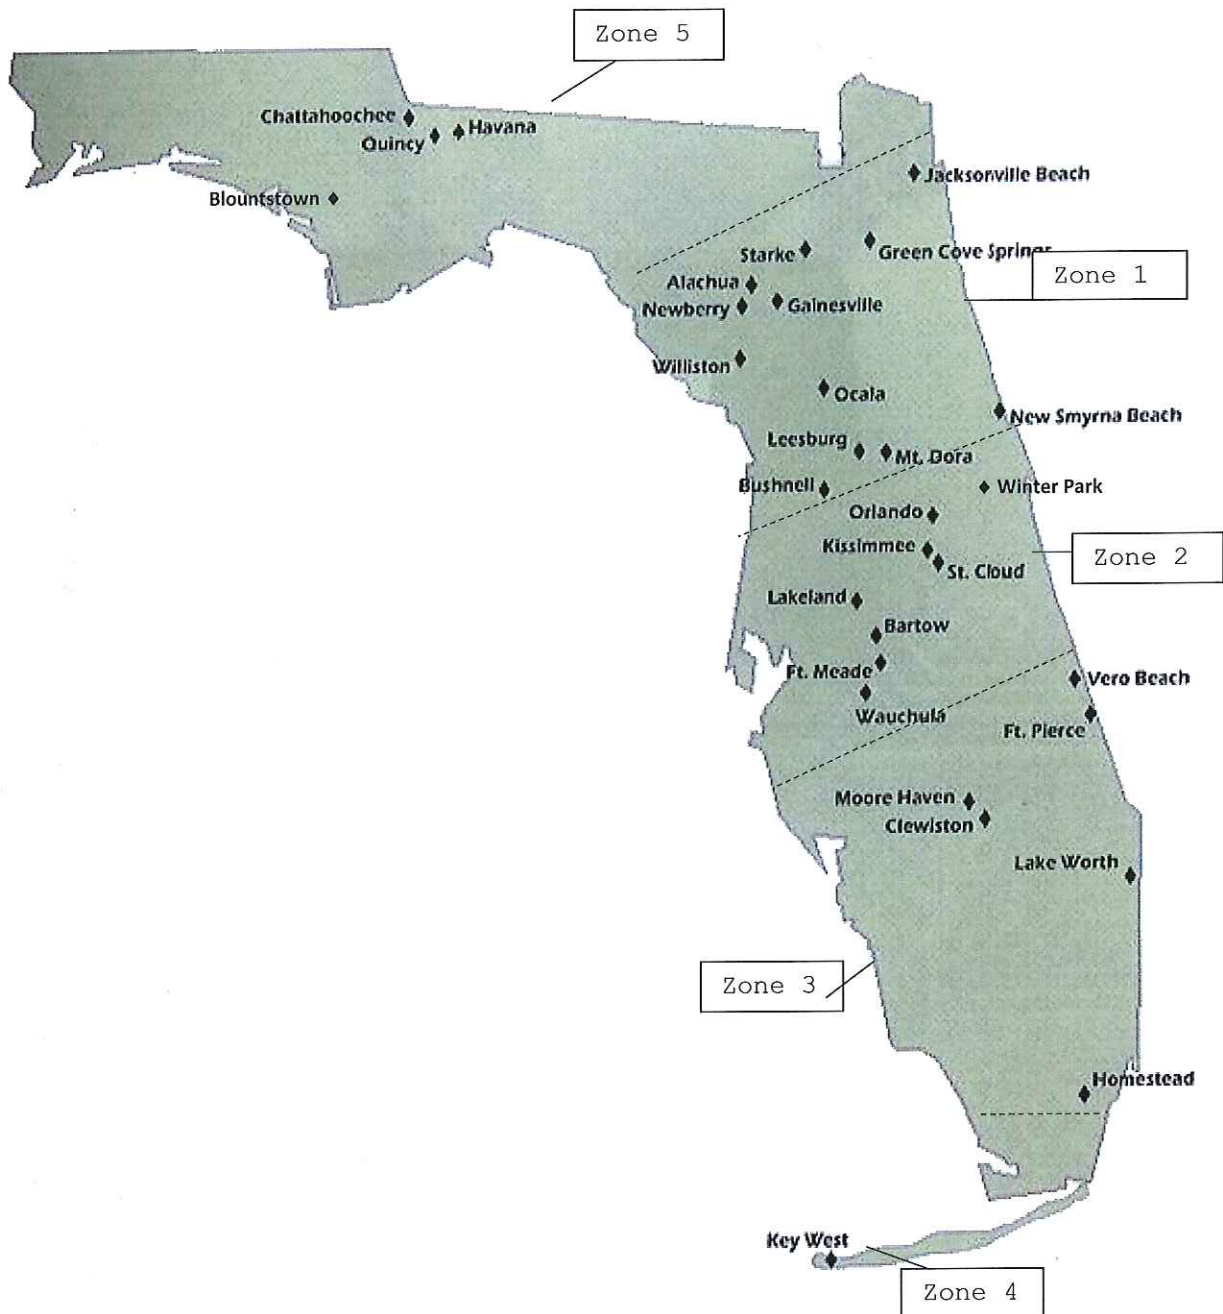 Zone 5
Chattahoochee
Havana
Quincy
Jacksonville Beach
Blountstown
Starke
Green Cove Springs
Zone 1
Alachua
Newberry
Gainesville
Williston
Ocala
New Smyrna Beach
Leesburg
Mt. Dora
Bushnell
Winter Park
Orlando
Kissimmee
Zone 2
St. Cloud
Lakeland
Bartow
Ft. Meade
Vero Beach
Wauchula
Ft. Pierce
Moore Haven
Clewiston
Lake Worth
Zone 3
Homestead
Key West
Zone 4